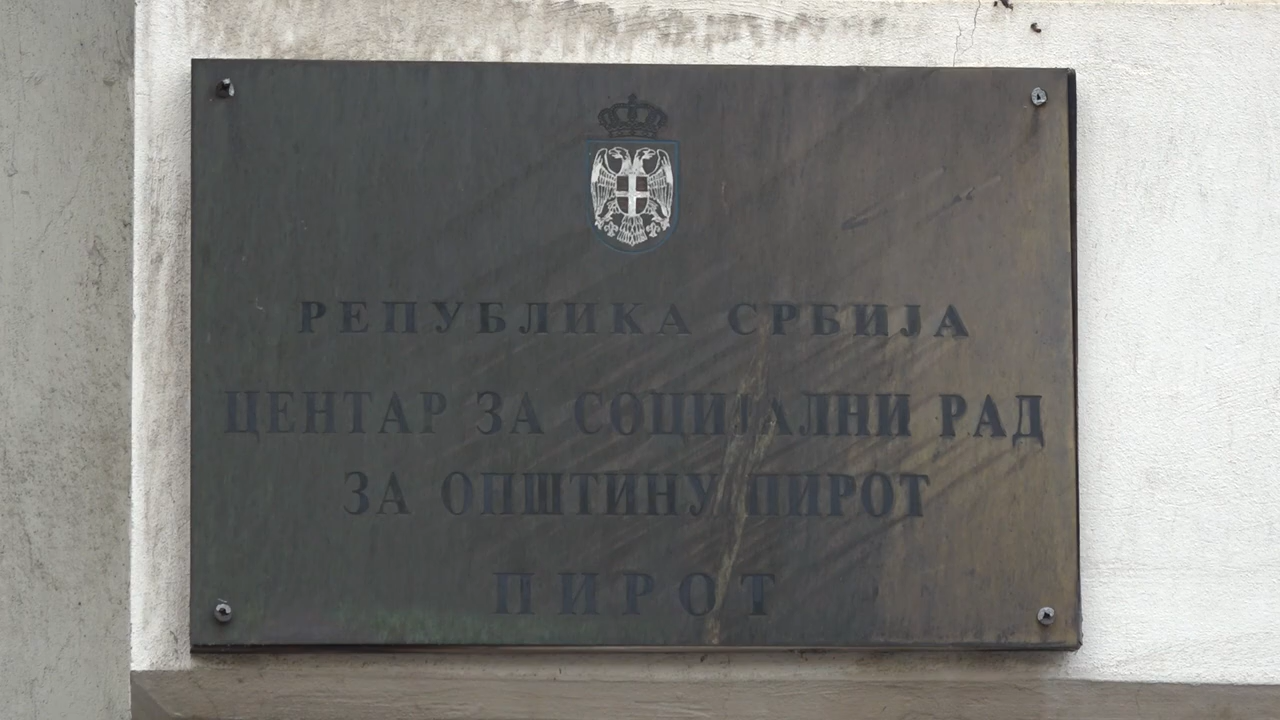 РЕПУБЛИКА СРБИЈА
ЦЕНТАР ЗА СОЦИЈАЛНИ РАД
ЗА ОПШТИНУ ПИРОТ
ПИРОТ